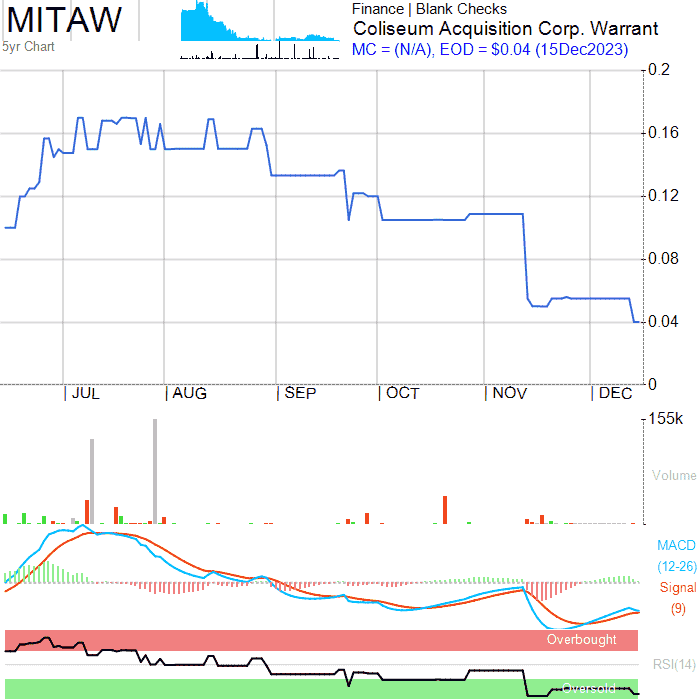 MITAW
5yr Chart
Finance | Blank Checks
Coliseum Acquisition Corp. Warrant
MC = (N/A), EOD = $0.04 (15Dec2023)
0.2
0.16
0.12
0.08
0.04
0
JUL AUG SEP OCT NOV DEC
155k
Volume
MACD
(12-26)
Signal
(9)
Overbought
RSI(14)
Oversold